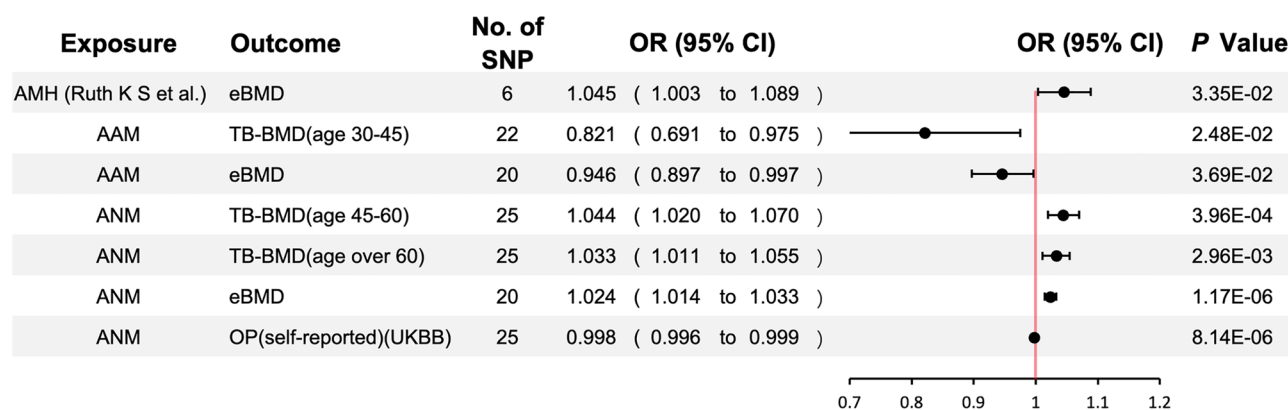 Exposure Outcome No. of SNP OR (95% CI) OR (95% CI) P Value
AMH (Ruth K S et al.) eBMD 6 1.045 ( 1.003 to 1.089 ) 3.35E-02
AAM TB-BMD(age 30-45) 22 0.821 ( 0.691 to 0.975 ) 2.48E-02
AAM eBMD 20 0.946 ( 0.897 to 0.997 ) 3.69E-02
ANM TB-BMD(age 45-60) 25 1.044 ( 1.020 to 1.070 ) 3.96E-04
ANM TB-BMD(age over 60) 25 1.033 ( 1.011 to 1.055 ) 2.96E-03
ANM eBMD 20 1.024 ( 1.014 to 1.033 ) 1.17E-06
ANM OP(self-reported)(UKBB) 25 0.998 ( 0.996 to 0.999 ) 8.14E-06
0.7 0.8 0.9 1 1.1 1.2